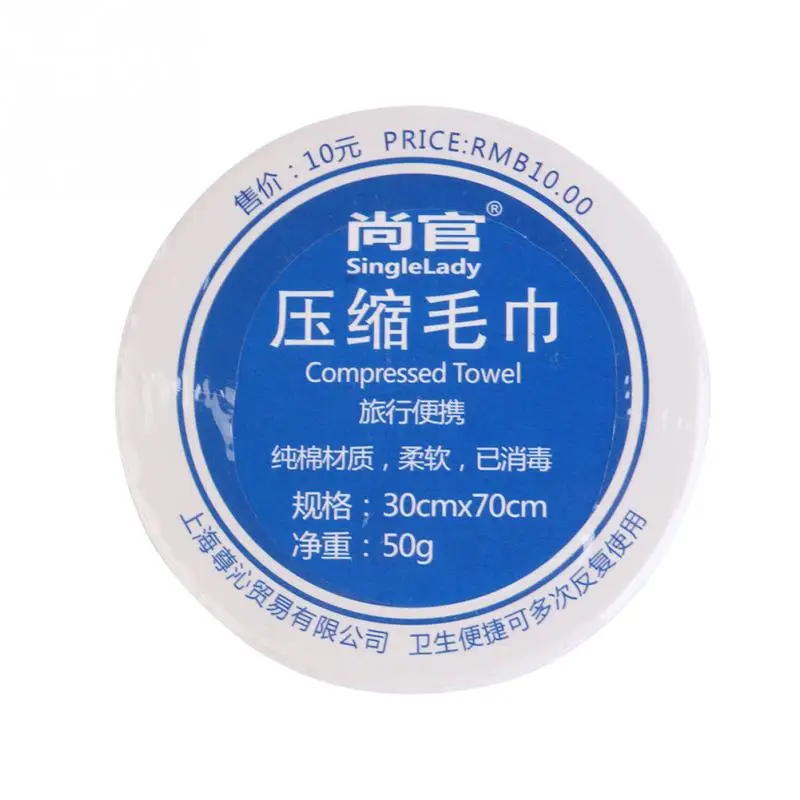 售价：10元 PRICE:RMB10.00
尚官®
SingleLady
压缩毛巾
Compressed Towel
旅行便携
纯棉材质，柔软，已消毒
规格：30cmx70cm
净重：50g
上海尊沁贸易有限公司 卫生便捷可多次反复使用